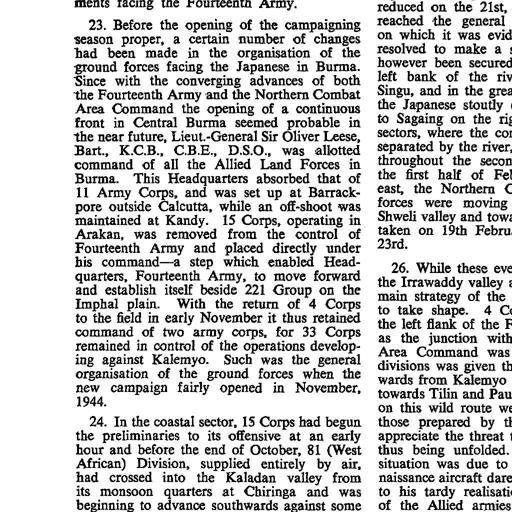 ments facing the Fourteenth Army.
23. Before the opening of the campaigning
season proper, a certain number of changes
had been made in the organisation of the
ground forces facing the Japanese in Burma.
Since with the converging advances of both
the Fourteenth Army and the Northern Combat
Area Command the opening of a continuous
front in Central Burma seemed probable in
the near future, Lieut.-General Sir Oliver Leese,
Bart., K.C.B., C.B.E., D.S.O., was allotted
command of all the Allied Land Forces in
Burma. This Headquarters absorbed that of
11 Army Corps, and was set up at Barrack-
pore outside Calcutta, while an off-shoot was
maintained at Kandy. 15 Corps, operating in
Arakan, was removed from the control of
Fourteenth Army and placed directly under
his command—a step which enabled Head-
quarters, Fourteenth Army, to move forward
and establish itself beside 221 Group on the
Imphal plain. With the return of 4 Corps
to the field in early November it thus retained
command of two army corps, for 33 Corps
remained in control of the operations develop-
ing against Kalemyo. Such was the general
organisation of the ground forces when the
new campaign fairly opened in November,
1944.
24. In the coastal sector, 15 Corps had begun
the preliminaries to its offensive at an early
hour and before the end of October, 81 (West
African) Division, supplied entirely by air,
had crossed into the Kaladan valley from
its monsoon quarters at Chiringa and was
beginning to advance southwards against some
reduced on the 21st,
reached the general
on which it was evid
resolved to make a s
however been secured
left bank of the rive
Singu, and in the grea
the Japanese stoutly
to Sagaing on the rig
sectors, where the cor
separated by the river,
throughout the secon
the first half of Feb
east, the Northern C
forces were moving
Shweli valley and towa
taken on 19th Februa
23rd.
26. While these eve
the Irrawaddy valley a
main strategy of the
to take shape. 4 Co
the left flank of the F
as the junction with
Area Command was
divisions was given th
wards from Kalemyo
towards Tilin and Pau
on this wild route we
those prepared by th
appreciate the threat t
thus being unfolded.
situation was due to
naissance aircraft dare
to his tardy realisatio
of the Allied armies